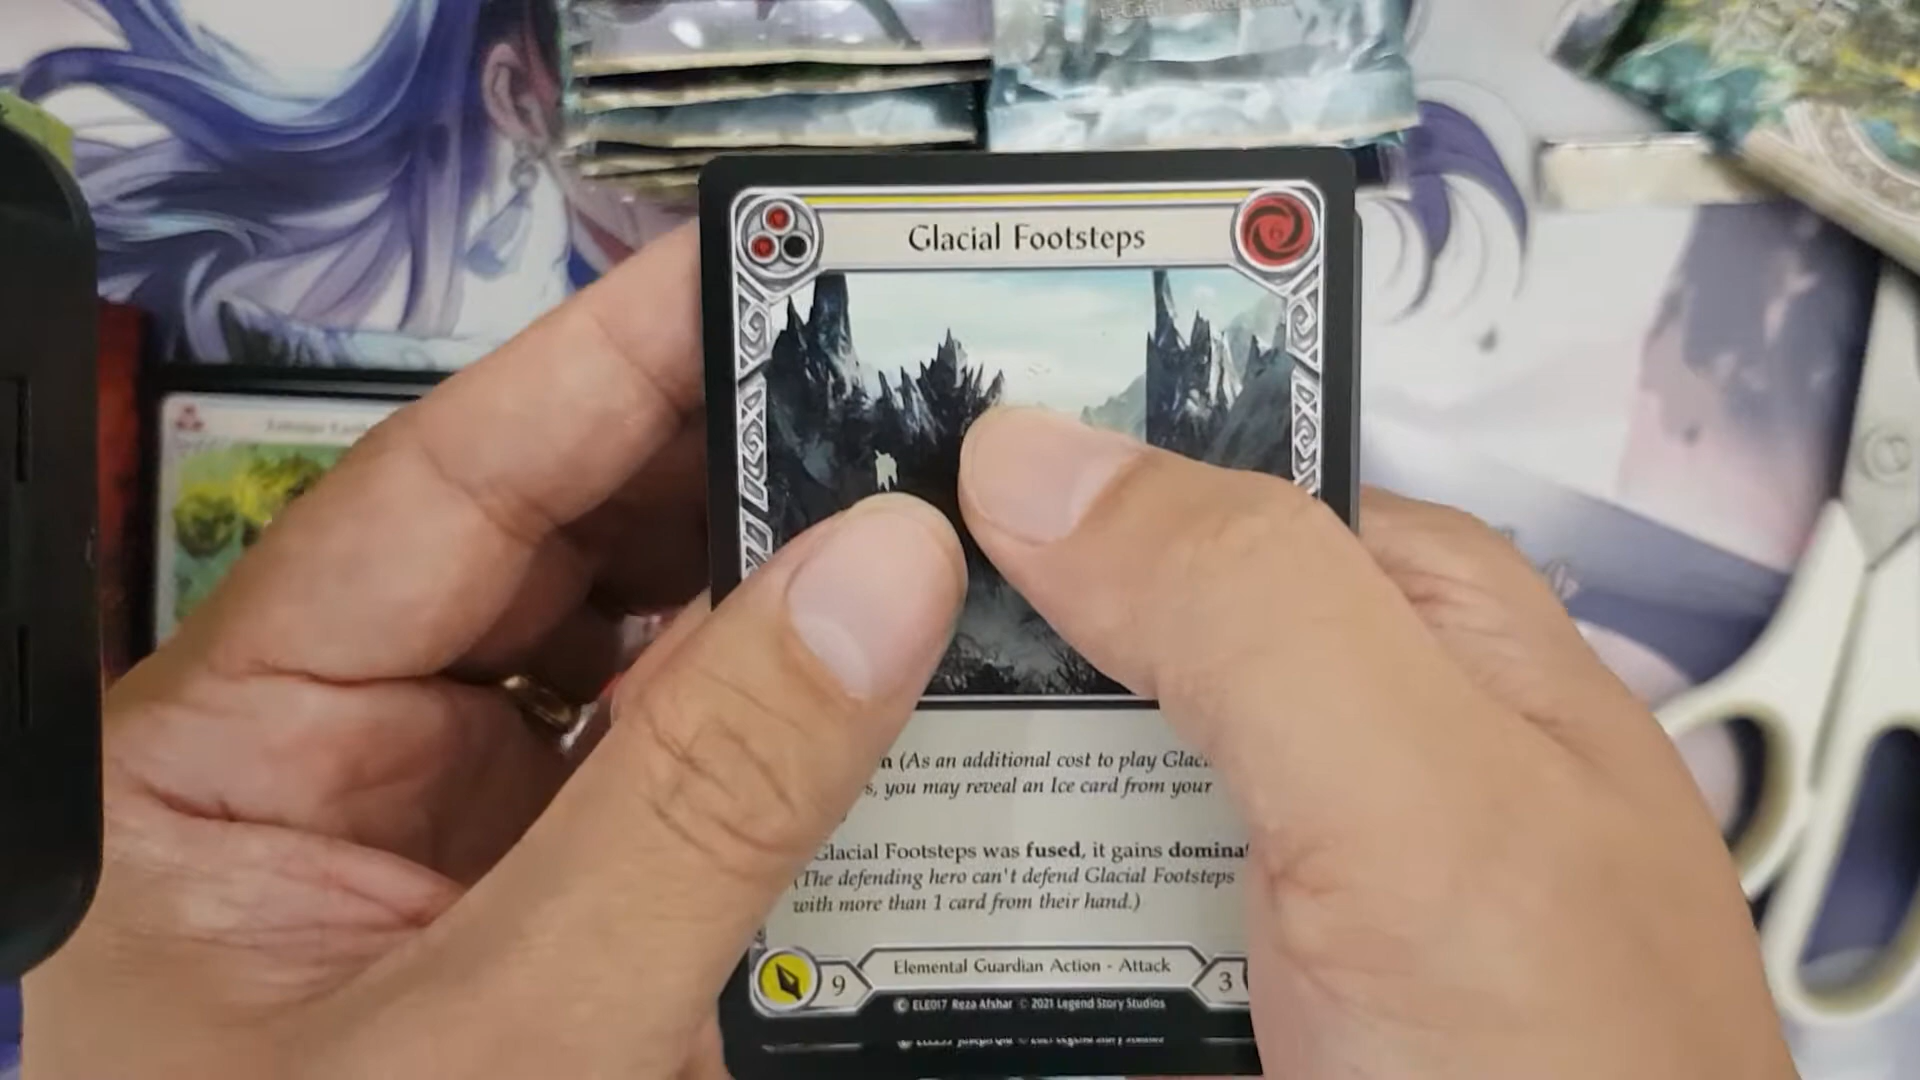 Glacial Footsteps
6
n (As an additional cost to play Glac
s, you may reveal an Ice card from your
Glacial Footsteps was fused, it gains domina
(The defending hero can't defend Glacial Footsteps
with more than 1 card from their hand.)
9
Elemental Guardian Action - Attack
3
C ELE017 Reza Afshar © 2021 Legend Story Studios